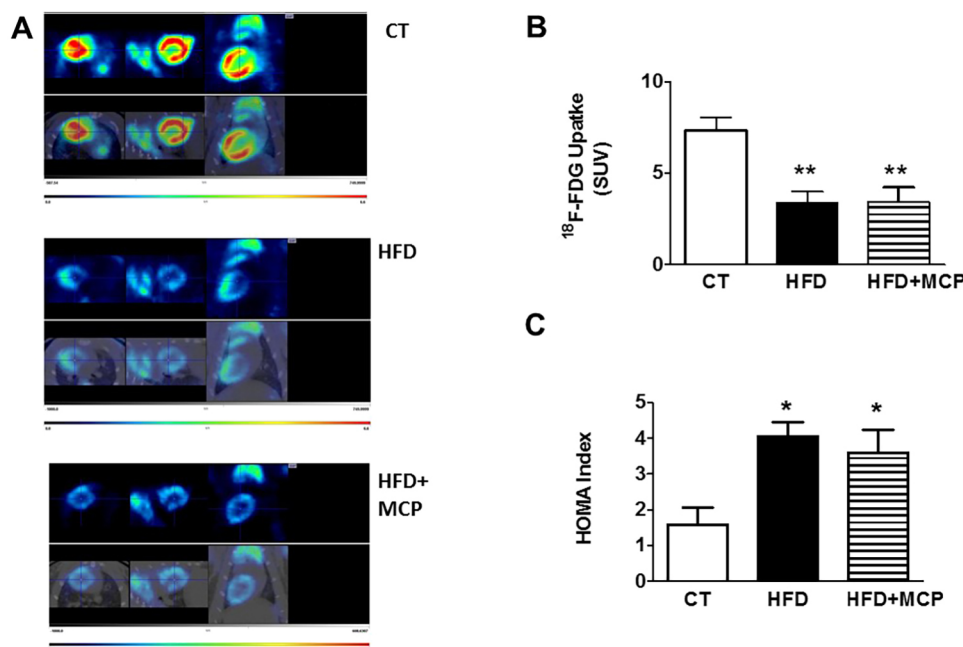 A
CT
HFD
HFD+
MCP
B
10
5
0
18F-FDG Upatke
(SUV)
**
**
CT
HFD
HFD+MCP
C
5
4
3
2
1
0
HOMA Index
*
*
CT
HFD
HFD+MCP